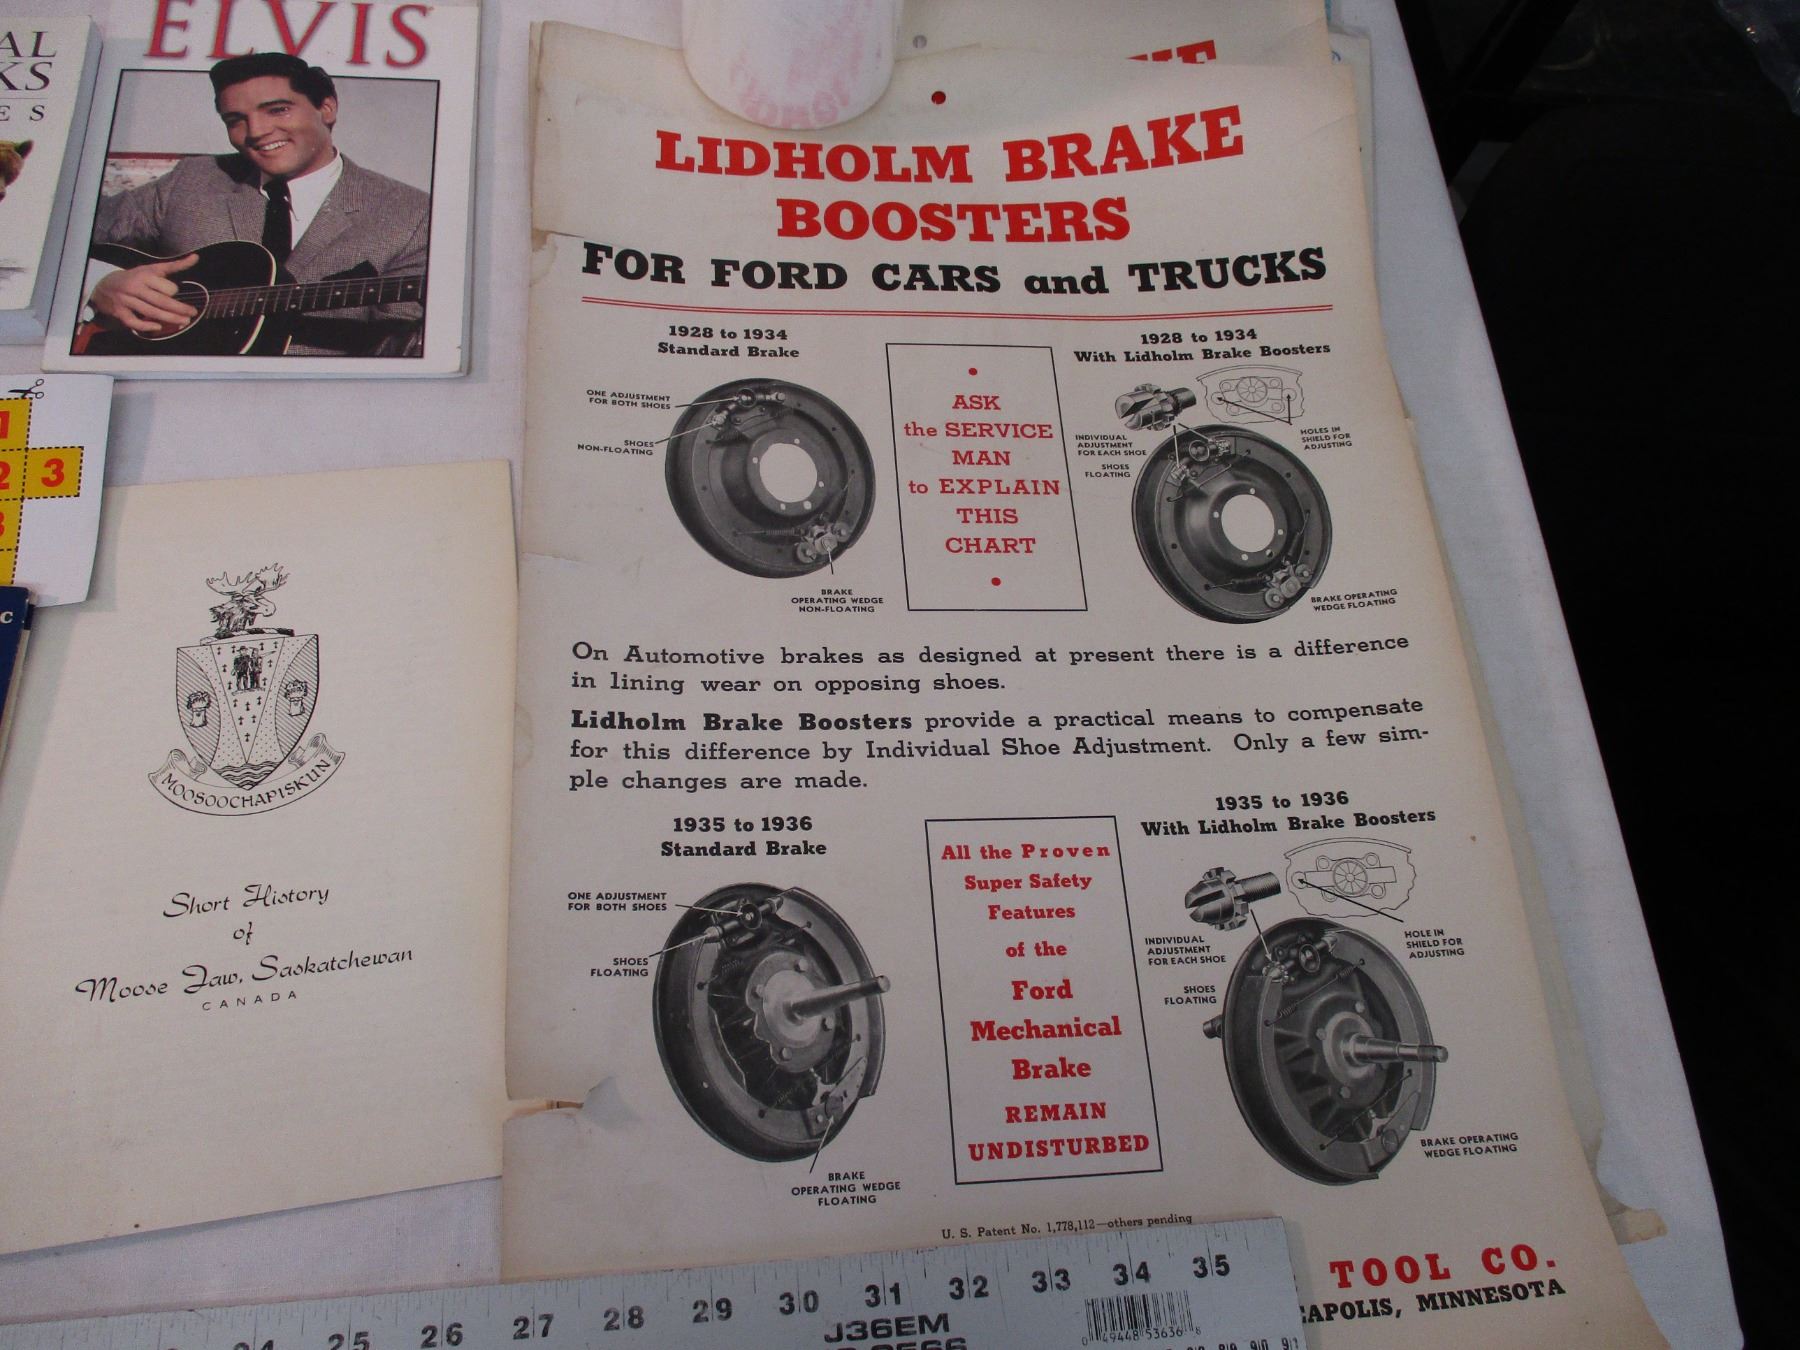 ELVIS
AL
KS
E S
1
2 3
3
C
MOOSOOCHAPISKUN
Short History
of
Moose Jaw, Saskatchewan
CANADA
LIDHOLM BRAKE
BOOSTERS
FOR FORD CARS and TRUCKS
1928 to 1934
Standard Brake
ONE ADJUSTMENT
FOR BOTH SHOES
SHOES
NON-FLOATING
BRAKE
OPERATING WEDGE
NON-FLOATING
ASK
the SERVICE
MAN
to EXPLAIN
THIS
CHART
1928 to 1934
With Lidholm Brake Boosters
INDIVIDUAL
ADJUSTMENT
FOR EACH SHOE
SHOES
FLOATING
HOLES IN
SHIELD FOR
ADJUSTING
BRAKE OPERATING
WEDGE FLOATING
On Automotive brakes as designed at present there is a difference
in lining wear on opposing shoes.
Lidholm Brake Boosters provide a practical means to compensate
for this difference by Individual Shoe Adjustment. Only a few sim-
ple changes are made.
1935 to 1936
Standard Brake
ONE ADJUSTMENT
FOR BOTH SHOES
SHOES
FLOATING
BRAKE
OPERATING WEDGE
FLOATING
All the Proven
Super Safety
Features
of the
Ford
Mechanical
Brake
REMAIN
UNDISTURBED
1935 to 1936
With Lidholm Brake Boosters
INDIVIDUAL
ADJUSTMENT
FOR EACH SHOE
SHOES
FLOATING
HOLE IN
SHIELD FOR
ADJUSTING
BRAKE OPERATING
WEDGE FLOATING
U. S. Patent No. 1,778,112—others pending
TOOL CO.
EAPOLIS, MINNESOTA
24 25 26 27 28 29 30 31 32 33 34 35
J36EM
0 49448 53636 8